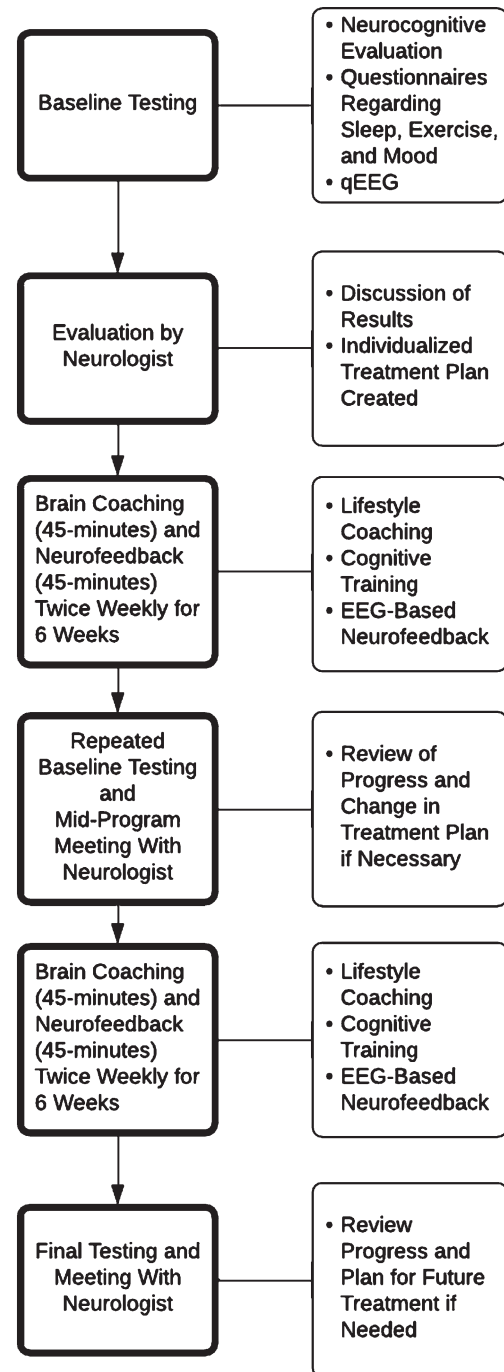 Baseline Testing
• Neurocognitive
Evaluation
• Questionnaires
Regarding
Sleep, Exercise,
and Mood
• qEEG
Evaluation by
Neurologist
• Discussion of
Results
• Individualized
Treatment Plan
Created
Brain Coaching
(45-minutes) and
Neurofeedback
(45-minutes)
Twice Weekly for
6 Weeks
• Lifestyle
Coaching
• Cognitive
Training
• EEG-Based
Neurofeedback
Repeated
Baseline Testing
and
Mid-Program
Meeting With
Neurologist
• Review of
Progress and
Change in
Treatment Plan
if Necessary
Brain Coaching
(45-minutes) and
Neurofeedback
(45-minutes)
Twice Weekly for
6 Weeks
• Lifestyle
Coaching
• Cognitive
Training
• EEG-Based
Neurofeedback
Final Testing and
Meeting With
Neurologist
• Review
Progress and
Plan for Future
Treatment if
Needed